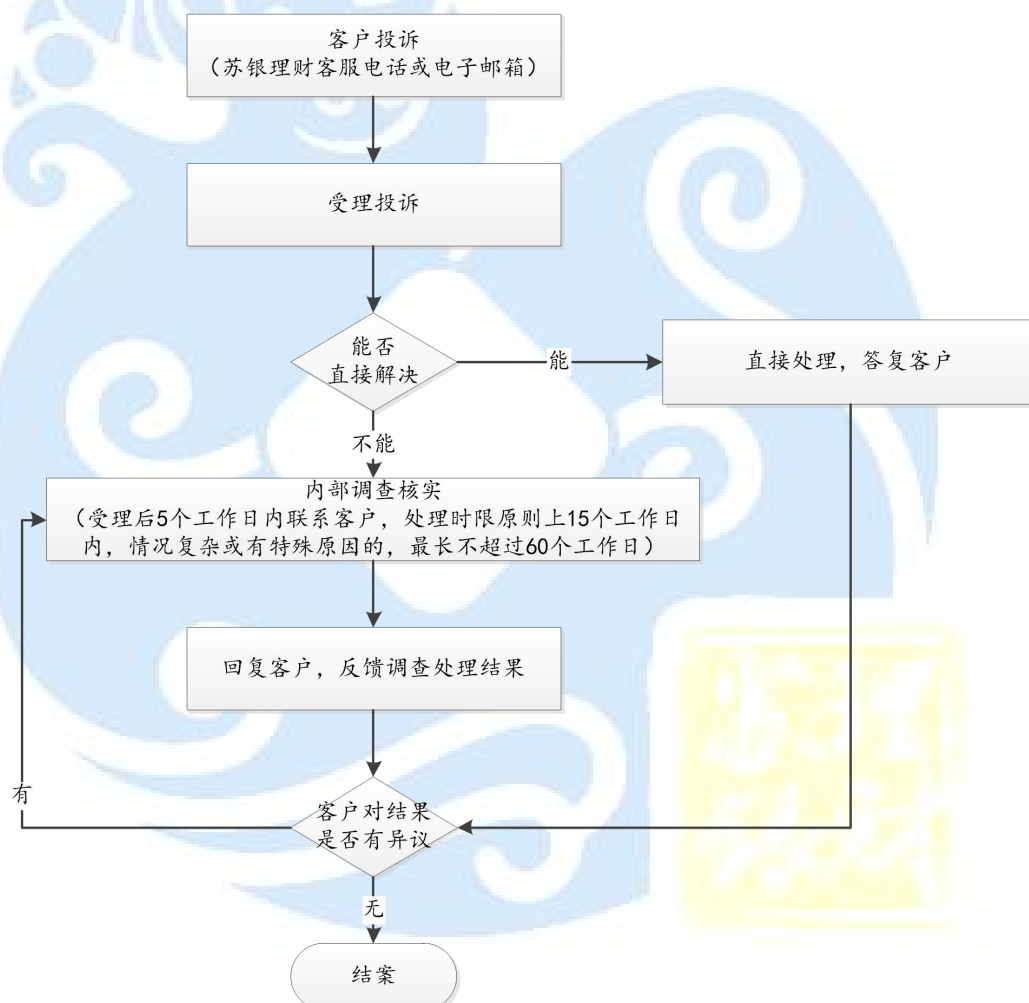 客户投诉
（苏银理财客服电话或电子邮箱）
受理投诉
能否
直接解决
能
直接处理，答复客户
不能
内部调查核实
（受理后5个工作日内联系客户，处理时限原则上15个工作日
内，情况复杂或有特殊原因的，最长不超过60个工作日）
回复客户，反馈调查处理结果
有
客户对结果
是否有异议
无
结案